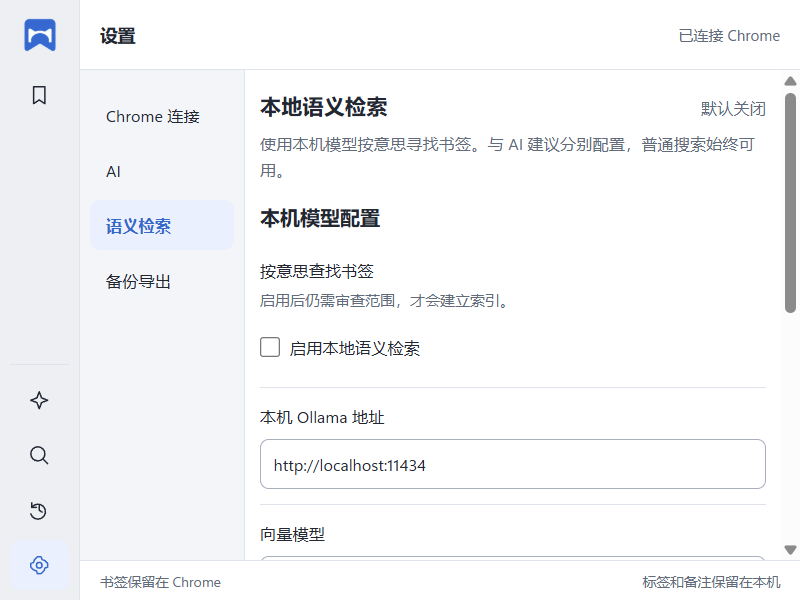 设置
已连接 Chrome
Chrome 连接
AI
语义检索
备份导出
本地语义检索
默认关闭
使用本机模型按意思寻找书签。与 AI 建议分别配置，普通搜索始终可
用。
本机模型配置
按意思查找书签
启用后仍需审查范围，才会建立索引。
启用本地语义检索
本机 Ollama 地址
http://localhost:11434
向量模型
书签保留在 Chrome
标签和备注保留在本机